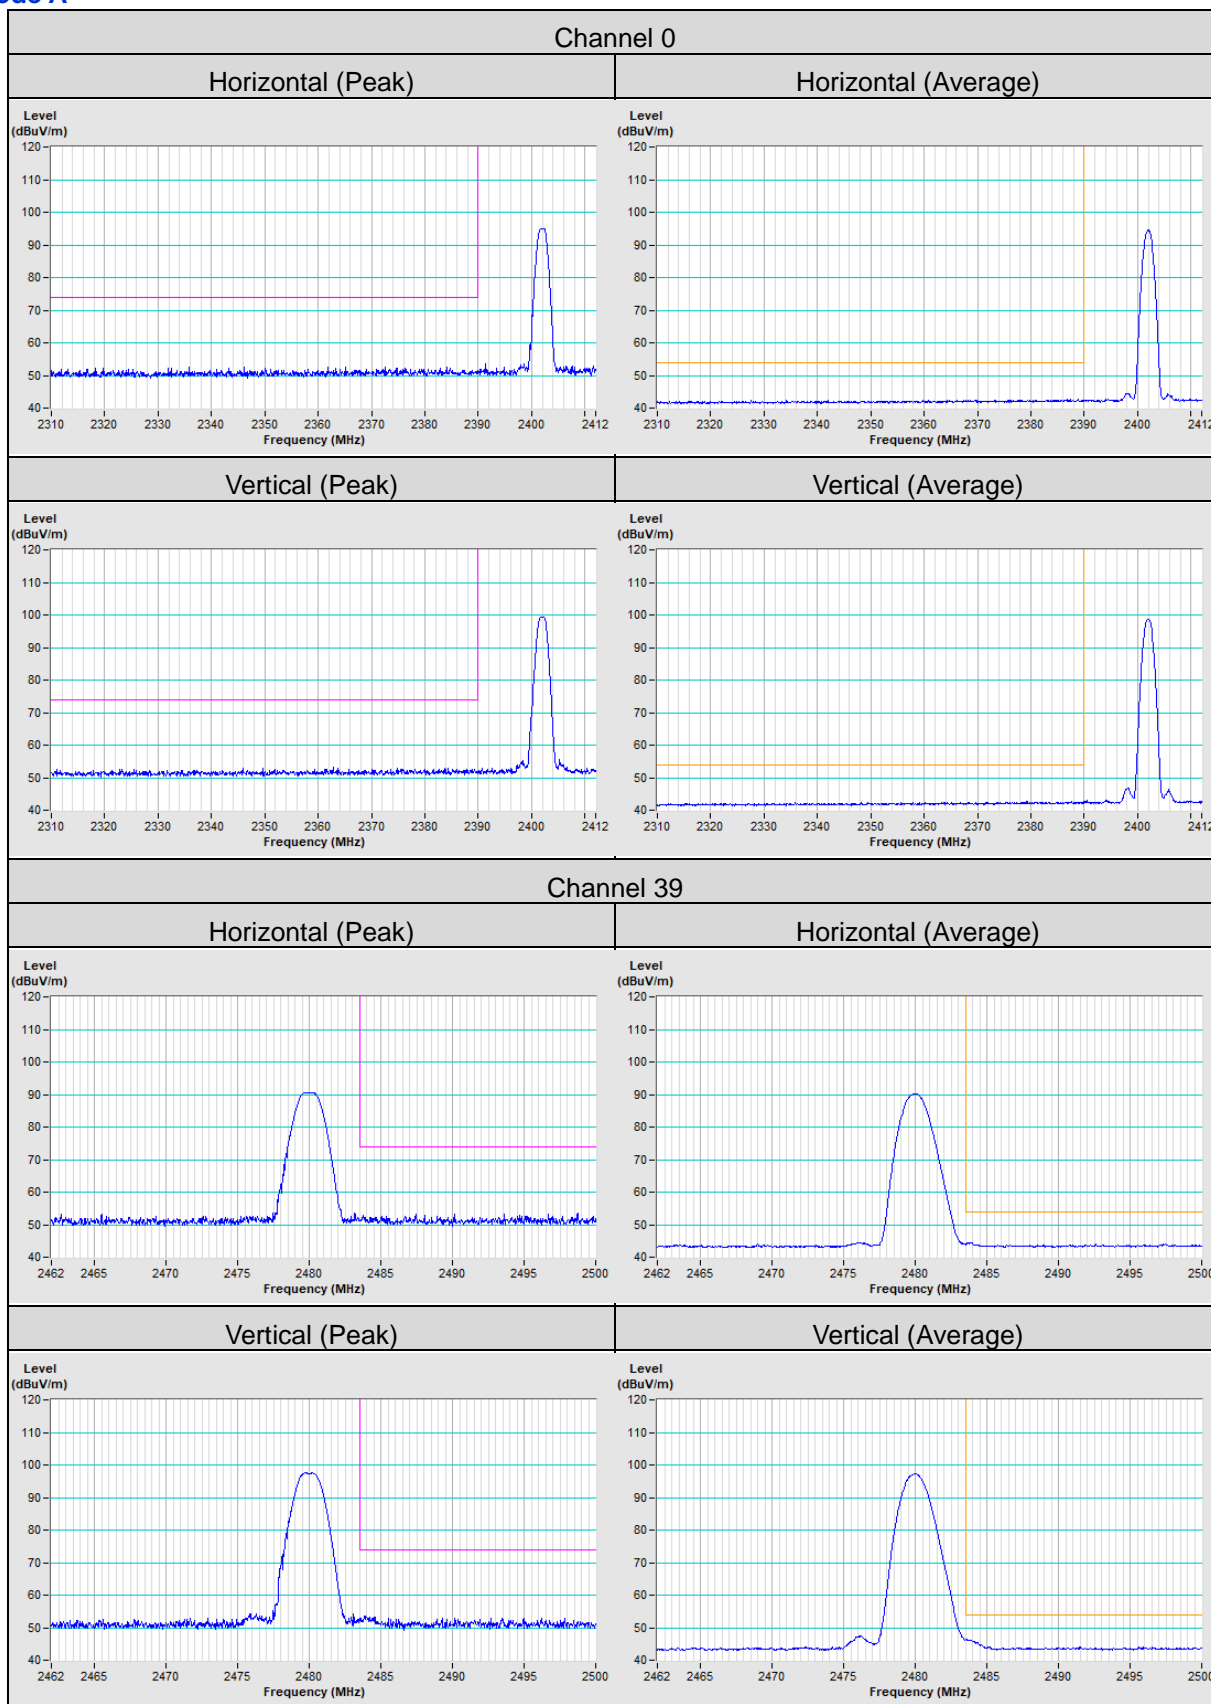 Channel 0
Horizontal (Peak) Horizontal (Average)
Level Level
(dBuV/m) (dBuV/m)
120 120
110 110
100 100
90 90
80 80
70 70
60 60
50 50
40 40
2310 2320 2330 2340 2350 2360 2370 2380 2390 2400 2412 2310 2320 2330 2340 2350 2360 2370 2380 2390 2400 2412
Frequency (MHz) Frequency (MHz)
Vertical (Peak) Vertical (Average)
Level Level
(dBuV/m) (dBuV/m)
120 120
110 110
100 100
90 90
80 80
70 70
60 60
50 50
40 40
2310 2320 2330 2340 2350 2360 2370 2380 2390 2400 2412 2310 2320 2330 2340 2350 2360 2370 2380 2390 2400 2412
Frequency (MHz) Frequency (MHz)
Channel 39
Horizontal (Peak) Horizontal (Average)
Level Level
(dBuV/m) (dBuV/m)
120 120
110 110
100 100
90 90
80 80
70 70
60 60
50 50
40 40
2462 2465 2470 2475 2480 2485 2490 2495 2500 2462 2465 2470 2475 2480 2485 2490 2495 2500
Frequency (MHz) Frequency (MHz)
Vertical (Peak) Vertical (Average)
Level Level
(dBuV/m) (dBuV/m)
120 120
110 110
100 100
90 90
80 80
70 70
60 60
50 50
40 40
2462 2465 2470 2475 2480 2485 2490 2495 2500 2462 2465 2470 2475 2480 2485 2490 2495 2500
Frequency (MHz) Frequency (MHz)